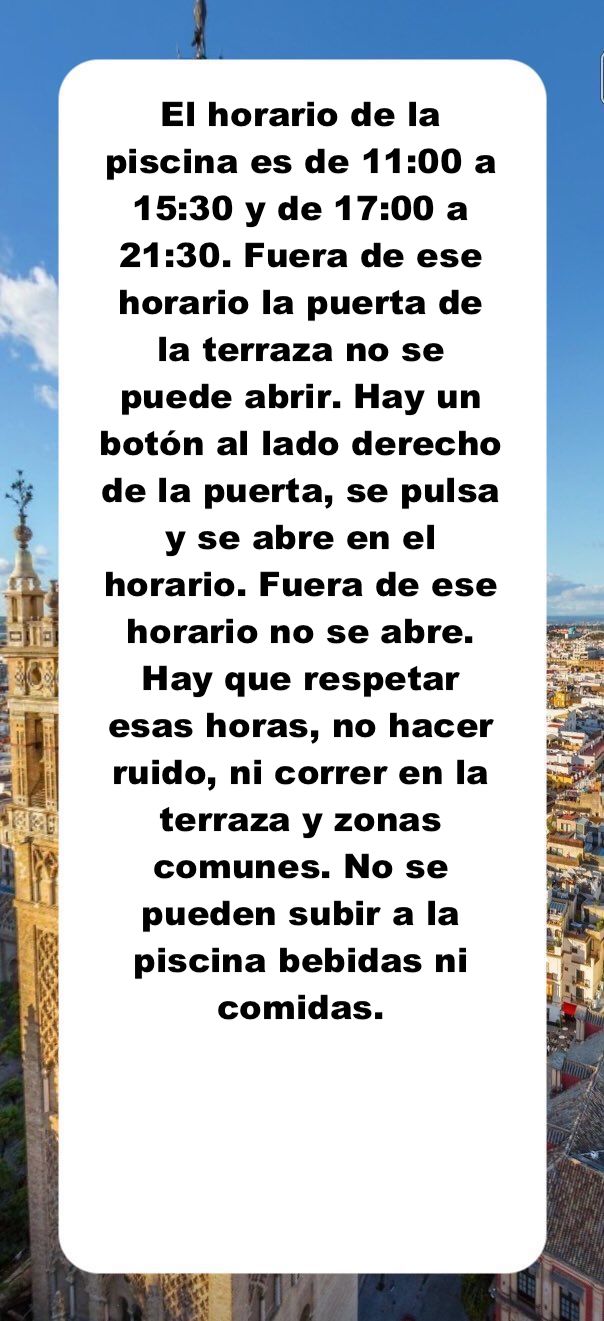 El horario de la
piscina es de 11:00 a
15:30 y de 17:00 a
21:30. Fuera de ese
horario la puerta de
la terraza no se
puede abrir. Hay un
botón al lado derecho
de la puerta, se pulsa
y se abre en el
horario. Fuera de ese
horario no se abre.
Hay que respetar
esas horas, no hacer
ruido, ni correr en la
terraza y zonas
comunes. No se
pueden subir a la
piscina bebidas ni
comidas.